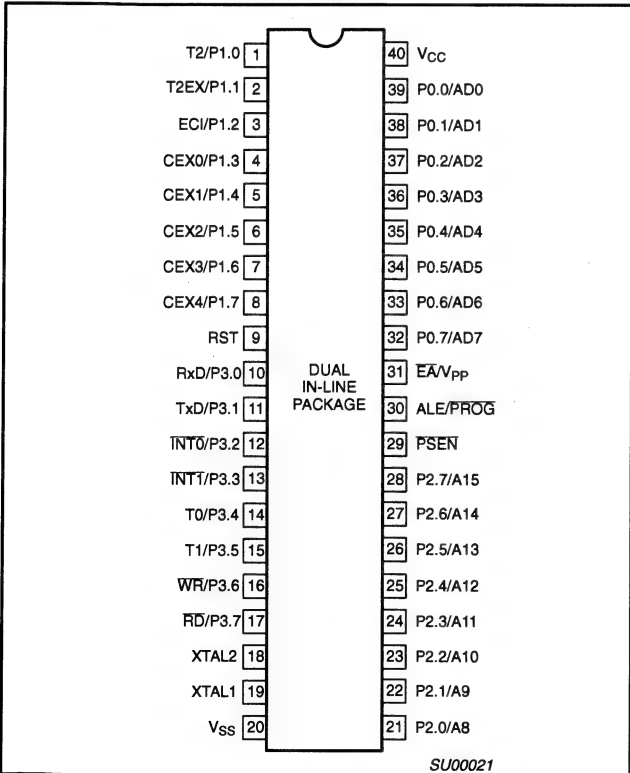 T2/P1.0 1
T2EX/P1.1 2
ECI/P1.2 3
CEX0/P1.3 4
CEX1/P1.4 5
CEX2/P1.5 6
CEX3/P1.6 7
CEX4/P1.7 8
RST 9
RxD/P3.0 10
TxD/P3.1 11
I̅N̅T̅0̅/P3.2 12
I̅N̅T̅1̅/P3.3 13
T0/P3.4 14
T1/P3.5 15
W̅R̅/P3.6 16
R̅D̅/P3.7 17
XTAL2 18
XTAL1 19
VSS 20
DUAL
IN-LINE
PACKAGE
40 VCC
39 P0.0/AD0
38 P0.1/AD1
37 P0.2/AD2
36 P0.3/AD3
35 P0.4/AD4
34 P0.5/AD5
33 P0.6/AD6
32 P0.7/AD7
31 E̅A̅/VPP
30 ALE/P̅R̅O̅G̅
29 P̅S̅E̅N̅
28 P2.7/A15
27 P2.6/A14
26 P2.5/A13
25 P2.4/A12
24 P2.3/A11
23 P2.2/A10
22 P2.1/A9
21 P2.0/A8
SU00021